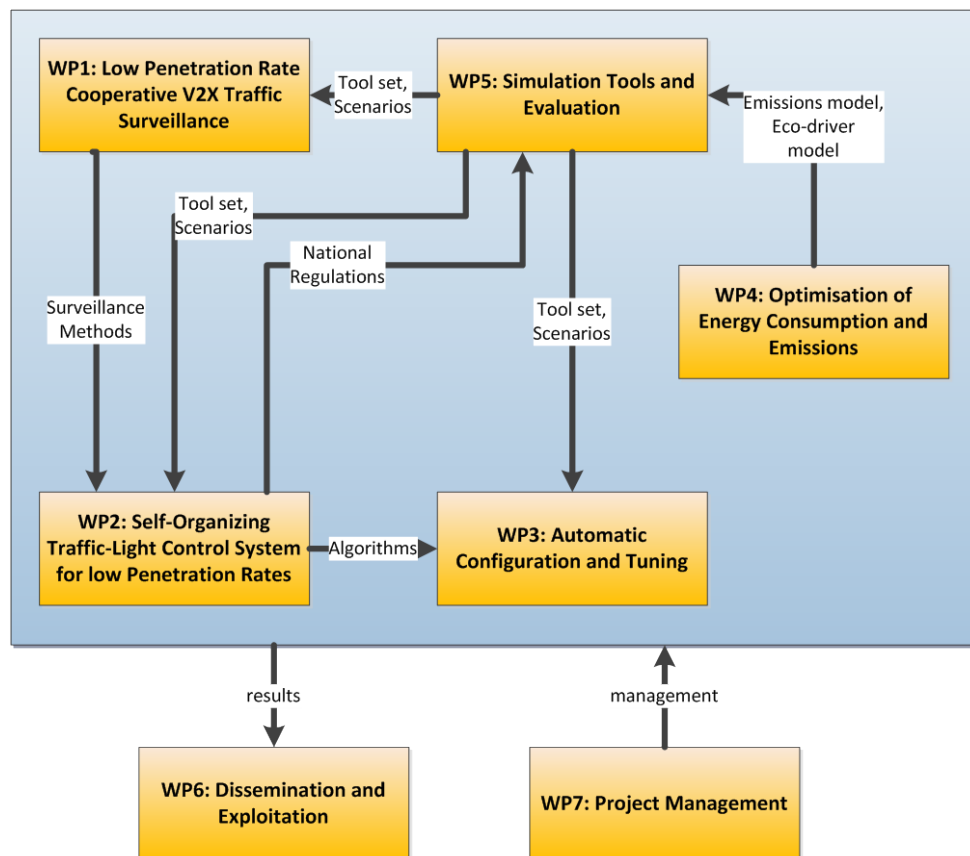 WP1: Low Penetration Rate
Cooperative V2X Traffic
Surveillance
Tool set,
Scenarios
WP5: Simulation Tools and
Evaluation
Emissions model,
Eco-driver
model
Tool set,
Scenarios
National
Regulations
Surveillance
Methods
Tool set,
Scenarios
WP4: Optimisation of
Energy Consumption and
Emissions
WP2: Self-Organizing
Traffic-Light Control System
for low Penetration Rates
Algorithms
WP3: Automatic
Configuration and Tuning
results
management
WP6: Dissemination and
Exploitation
WP7: Project Management